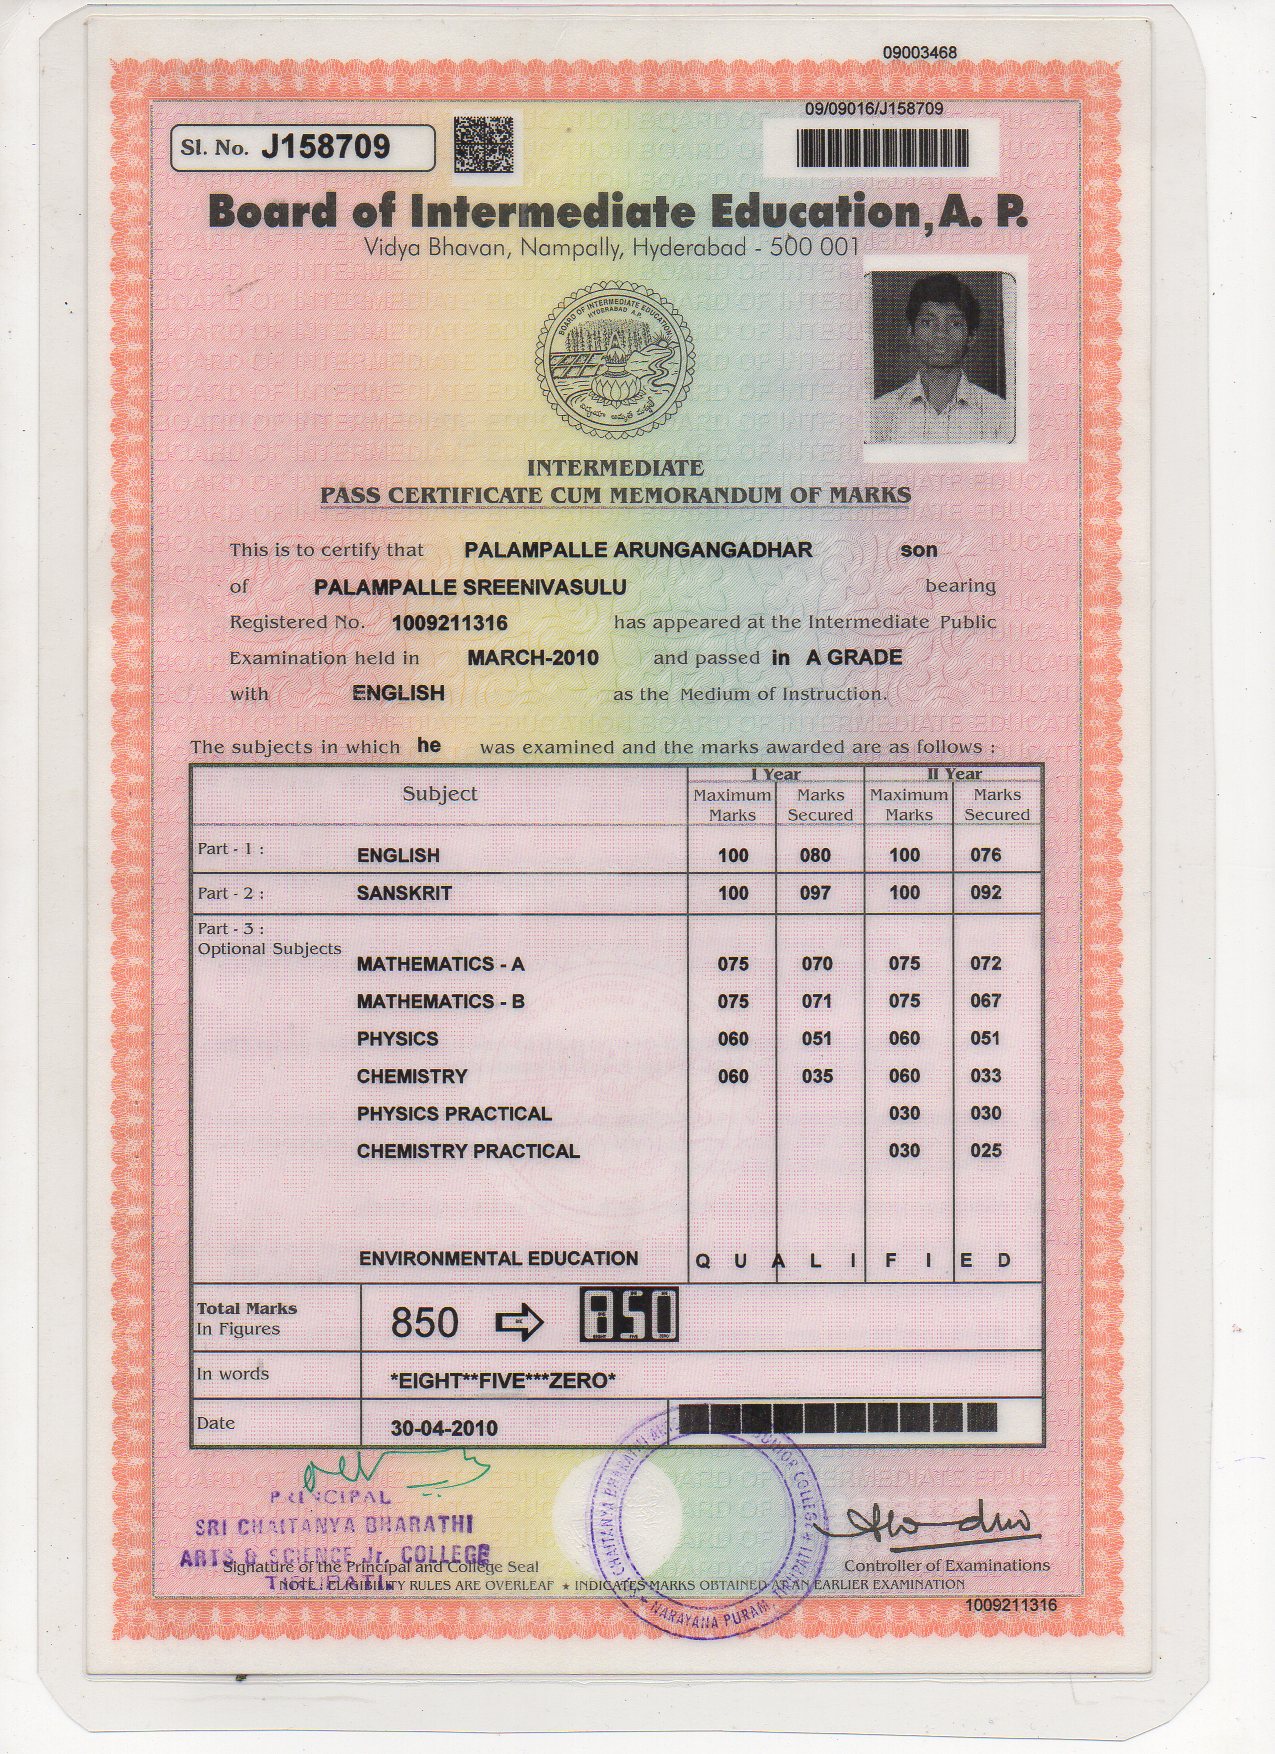 09003468
09/09016/J158709
Sl. No. J158709
Board of Intermediate Education, A. P.
Vidya Bhavan, Nampally, Hyderabad - 500 001
BOARD OF INTERMEDIATE EDUCATION
HYDERABAD A.P.
INTERMEDIATE
PASS CERTIFICATE CUM MEMORANDUM OF MARKS
This is to certify that PALAMPALLE ARUNGANGADHAR son
of PALAMPALLE SREENIVASULU bearing
Registered No. 1009211316 has appeared at the Intermediate Public
Examination held in MARCH-2010 and passed in A GRADE
with ENGLISH as the Medium of Instruction.
The subjects in which he was examined and the marks awarded are as follows :
Subject I Year II Year
Maximum Marks Marks Secured Maximum Marks Marks Secured
Part - 1 : ENGLISH 100 080 100 076
Part - 2 : SANSKRIT 100 097 100 092
Part - 3 :
Optional Subjects
MATHEMATICS - A 075 070 075 072
MATHEMATICS - B 075 071 075 067
PHYSICS 060 051 060 051
CHEMISTRY 060 035 060 033
PHYSICS PRACTICAL 030 030
CHEMISTRY PRACTICAL 030 025
ENVIRONMENTAL EDUCATION Q U A L I F I E D
Total Marks
In Figures 850 850
In words *EIGHT**FIVE***ZERO*
Date 30-04-2010
PRINCIPAL
SRI CHAITANYA BHARATHI
ARTS & SCIENCE Jr. COLLEGE
TIRUPATI.
Signature of the Principal and College Seal
Controller of Examinations
NOTE : ELIGIBILITY RULES ARE OVERLEAF ★ INDICATES MARKS OBTAINED AT AN EARLIER EXAMINATION
CHAITANYA BHARATHI JUNIOR COLLEGE
NARAYANA PURAM, TIRUPATI
1009211316